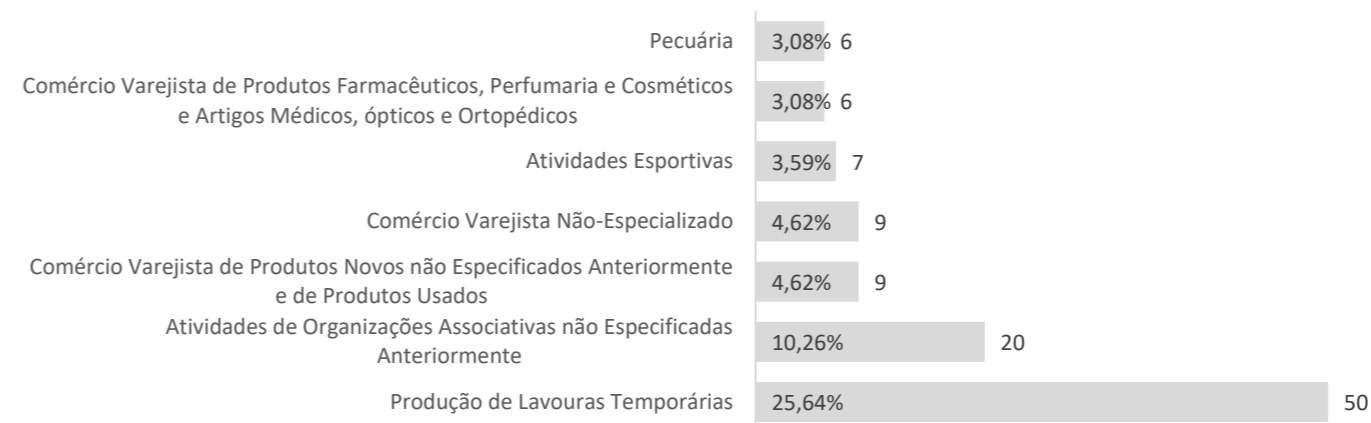 Pecuária 3,08% 6
Comércio Varejista de Produtos Farmacêuticos, Perfumaria e Cosméticos
e Artigos Médicos, ópticos e Ortopédicos 3,08% 6
Atividades Esportivas 3,59% 7
Comércio Varejista Não-Especializado 4,62% 9
Comércio Varejista de Produtos Novos não Especificados Anteriormente
e de Produtos Usados 4,62% 9
Atividades de Organizações Associativas não Especificadas
Anteriormente 10,26% 20
Produção de Lavouras Temporárias 25,64% 50